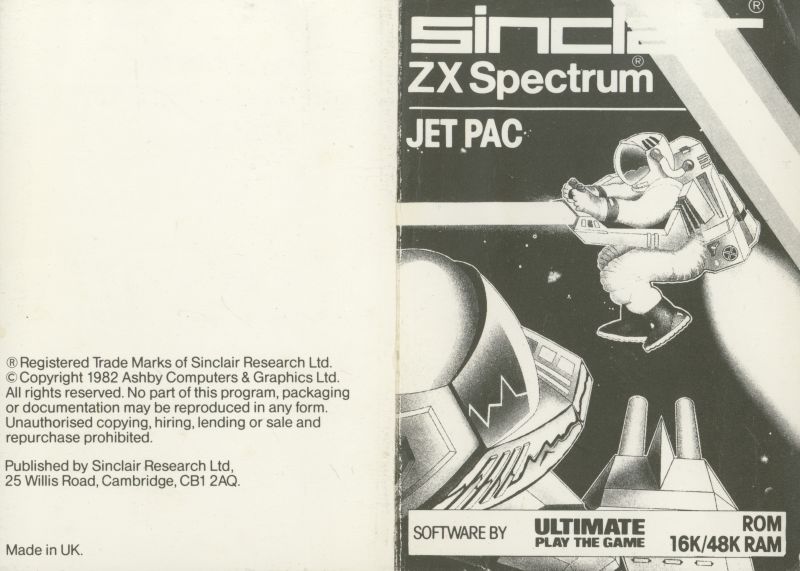 ® Registered Trade Marks of Sinclair Research Ltd.
© Copyright 1982 Ashby Computers & Graphics Ltd.
All rights reserved. No part of this program, packaging
or documentation may be reproduced in any form.
Unauthorised copying, hiring, lending or sale and
repurchase prohibited.
Published by Sinclair Research Ltd,
25 Willis Road, Cambridge, CB1 2AQ.
Made in UK.
sinclair®
ZX Spectrum®
JET PAC
SOFTWARE BY
ULTIMATE
PLAY THE GAME
ROM
16K/48K RAM